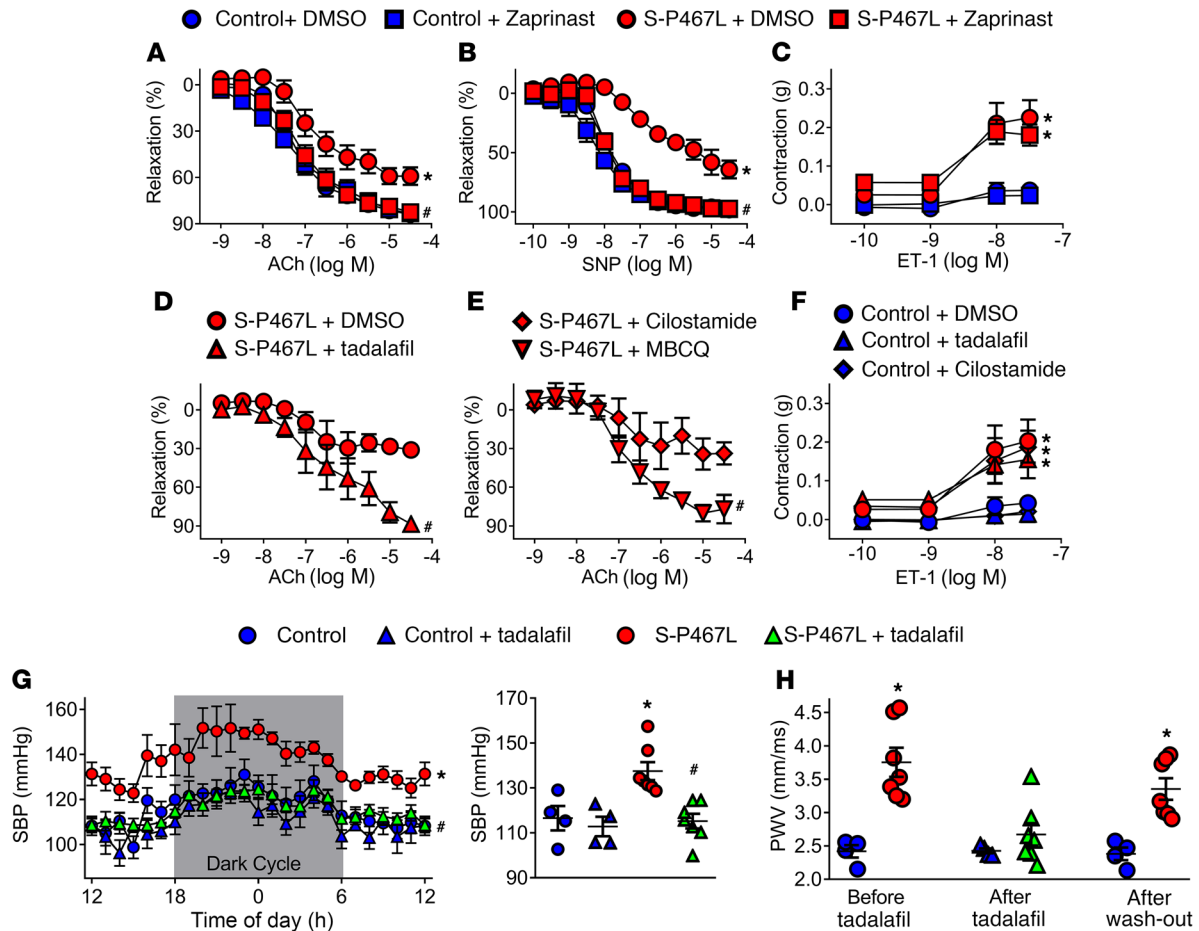 Control+ DMSO Control + Zaprinast S-P467L + DMSO S-P467L + Zaprinast
A
Relaxation (%)
0
30
60
90
*
#
-9 -8 -7 -6 -5 -4
ACh (log M)
B
Relaxation (%)
0
50
100
*
#
-10 -9 -8 -7 -6 -5 -4
SNP (log M)
C
Contraction (g)
0.3
0.2
0.1
0.0
*
*
-10 -9 -8 -7
ET-1 (log M)
D
S-P467L + DMSO
S-P467L + tadalafil
Relaxation (%)
0
30
60
90
#
-9 -8 -7 -6 -5 -4
ACh (log M)
E
S-P467L + Cilostamide
S-P467L + MBCQ
Relaxation (%)
0
30
60
90
#
-9 -8 -7 -6 -5 -4
ACh (log M)
F
Control + DMSO
Control + tadalafil
Control + Cilostamide
Contraction (g)
0.3
0.2
0.1
0.0
*
*
*
-10 -9 -8 -7
ET-1 (log M)
Control Control + tadalafil S-P467L S-P467L + tadalafil
G
SBP (mmHg)
160
140
120
100
*
#
Dark Cycle
12 18 0 6 12
Time of day (h)
SBP (mmHg)
170
150
130
110
90
*
#
H
PWV (mm/ms)
4.5
4.0
3.5
3.0
2.5
2.0
*
*
Before After After
tadalafil tadalafil wash-out